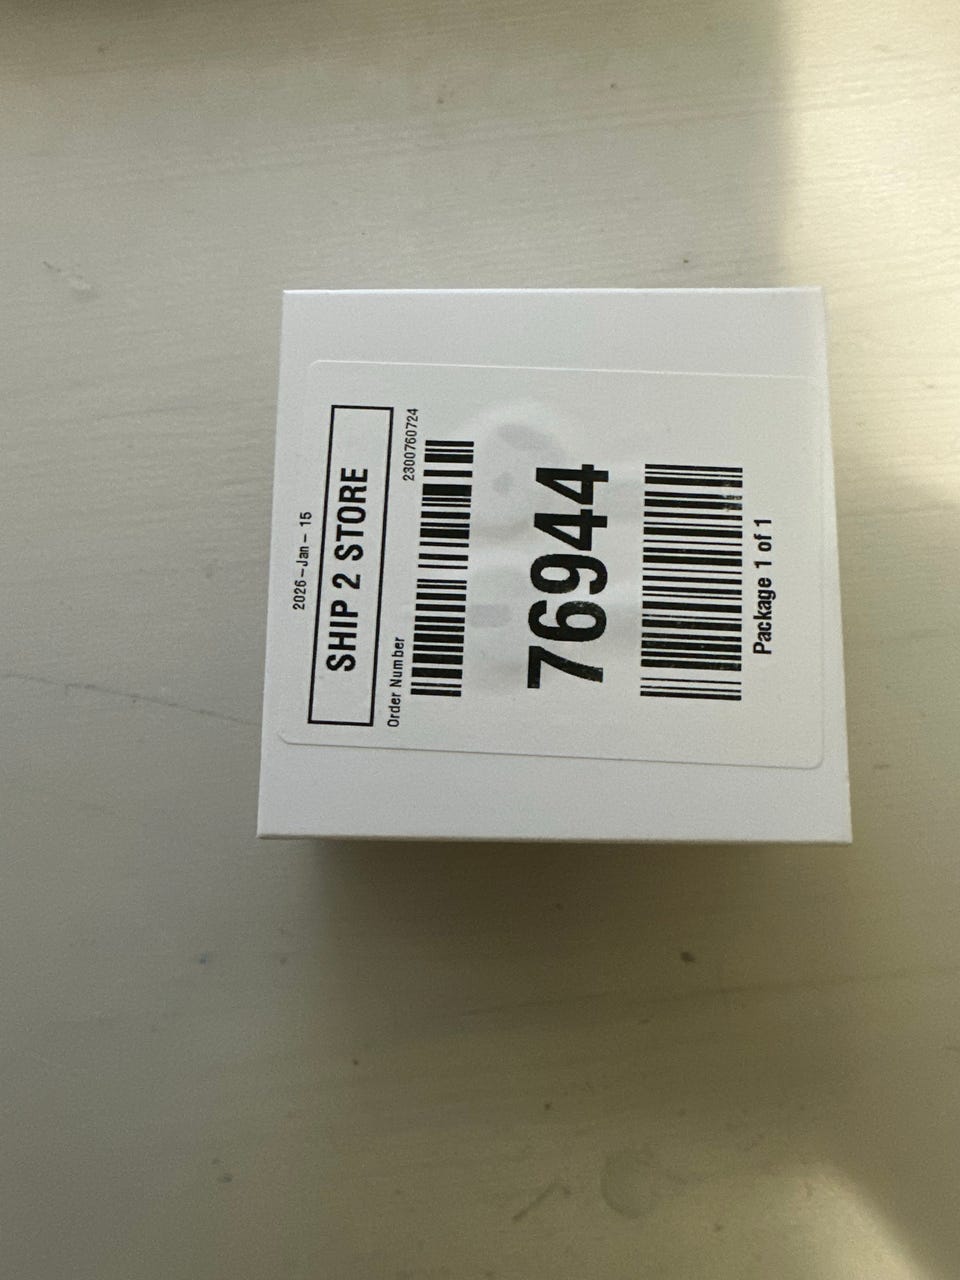 2026-Jan-15
SHIP 2 STORE
Order Number 2300760724
76944
Package 1 of 1